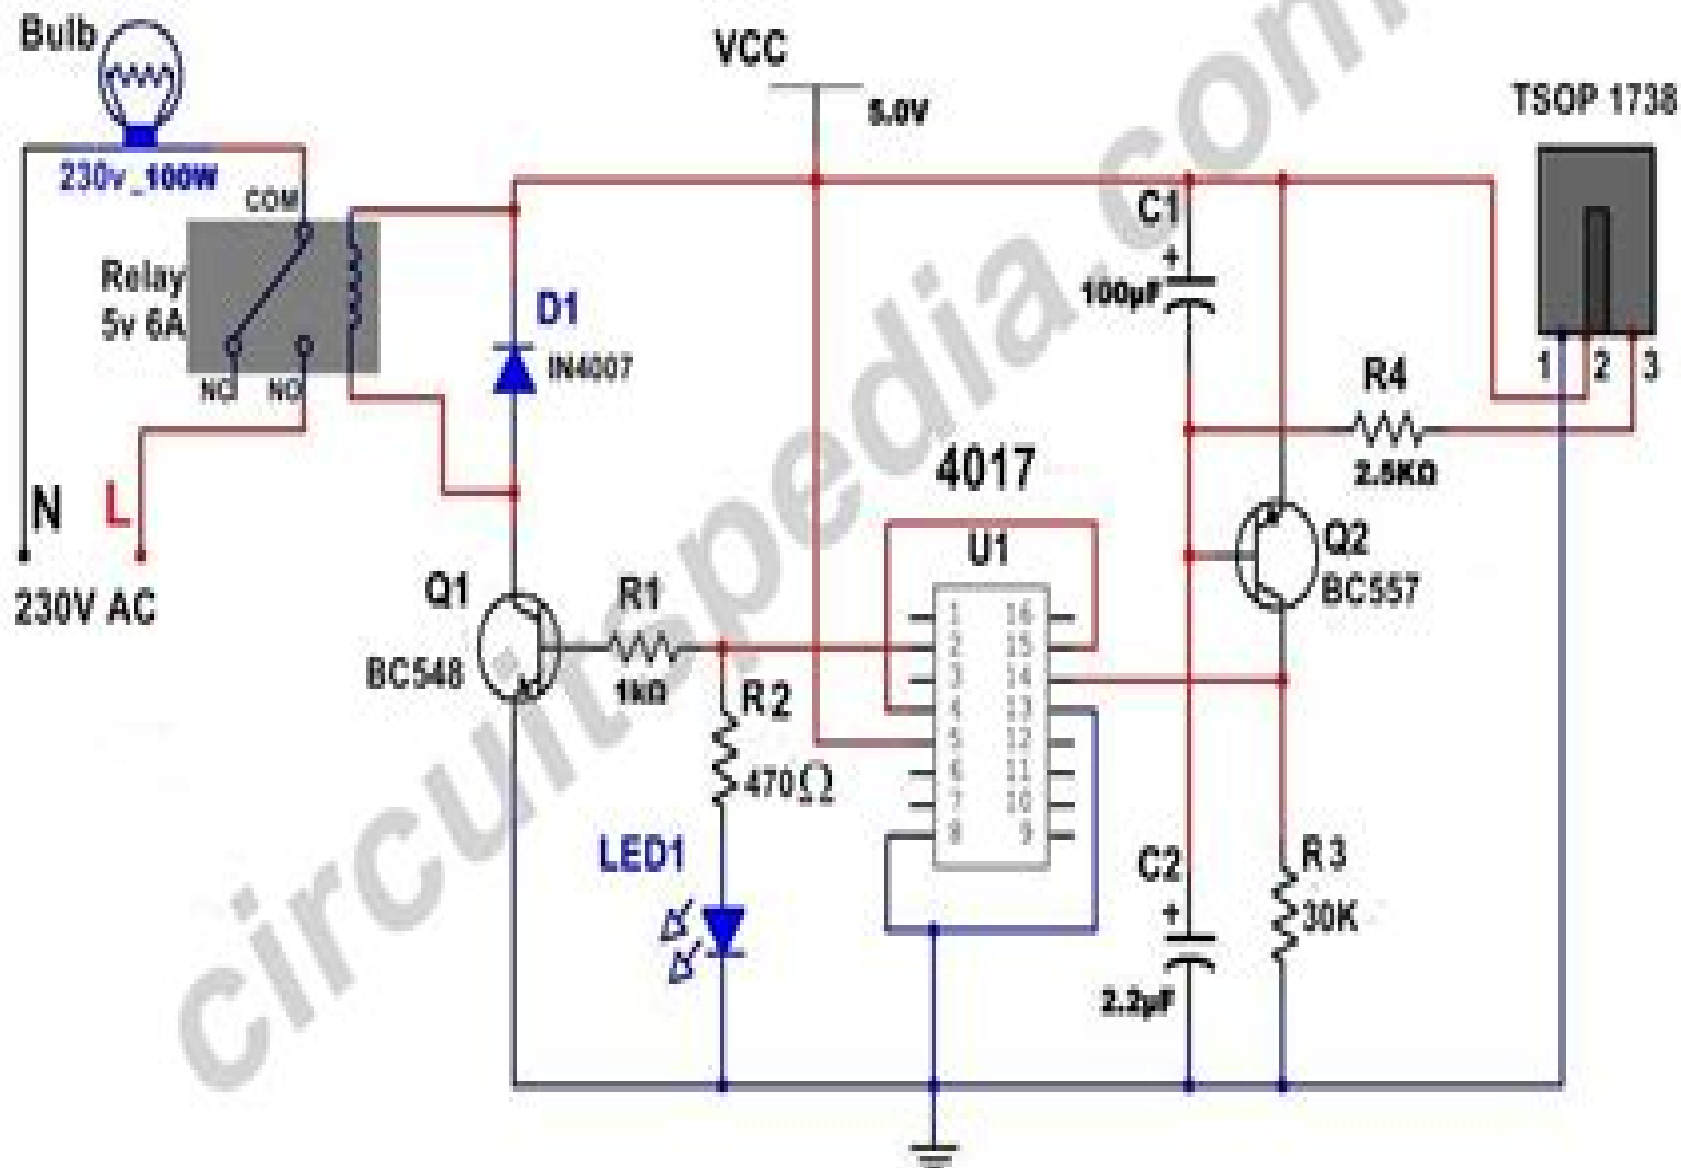 Bulb
230v_100W
COM
Relay
5v 6A
NC
NO
N
L
230V AC
VCC
5.0V
D1
IN4007
Q1
BC548
R1
1kΩ
R2
470Ω
LED1
4017
U1
1 16
2 15
3 14
4 13
5 12
6 11
7 10
8 9
C1
+
100µF
TSOP 1738
1 2 3
R4
2.5KΩ
Q2
BC557
C2
+
2.2µF
R3
30K
circuitspedia.com